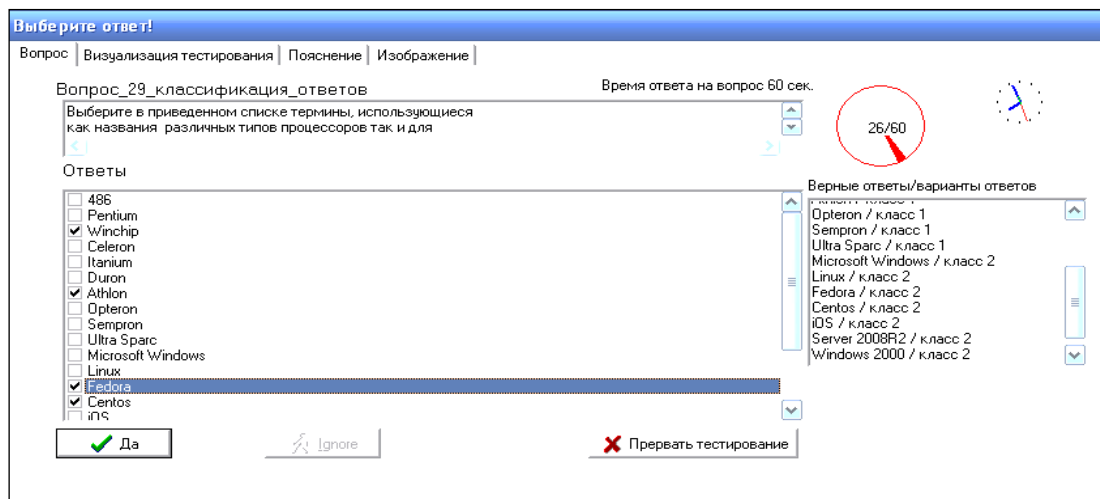 Выберите ответ!
Вопрос Визуализация тестирования Пояснение Изображение
Вопрос_29_классификация_ответов
Время ответа на вопрос 60 сек.
Выберите в приведенном списке термины, использующиеся
как названия различных типов процессоров так и для
26/60
Ответы
486
Pentium
Winchip
Celeron
Itanium
Duron
Athlon
Opteron
Sempron
Ultra Sparc
Microsoft Windows
Linux
Fedora
Centos
iOS
Верные ответы/варианты ответов
Athlon / класс 1
Opteron / класс 1
Sempron / класс 1
Ultra Sparc / класс 1
Microsoft Windows / класс 2
Linux / класс 2
Fedora / класс 2
Centos / класс 2
iOS / класс 2
Server 2008R2 / класс 2
Windows 2000 / класс 2
Да
Ignore
Прервать тестирование